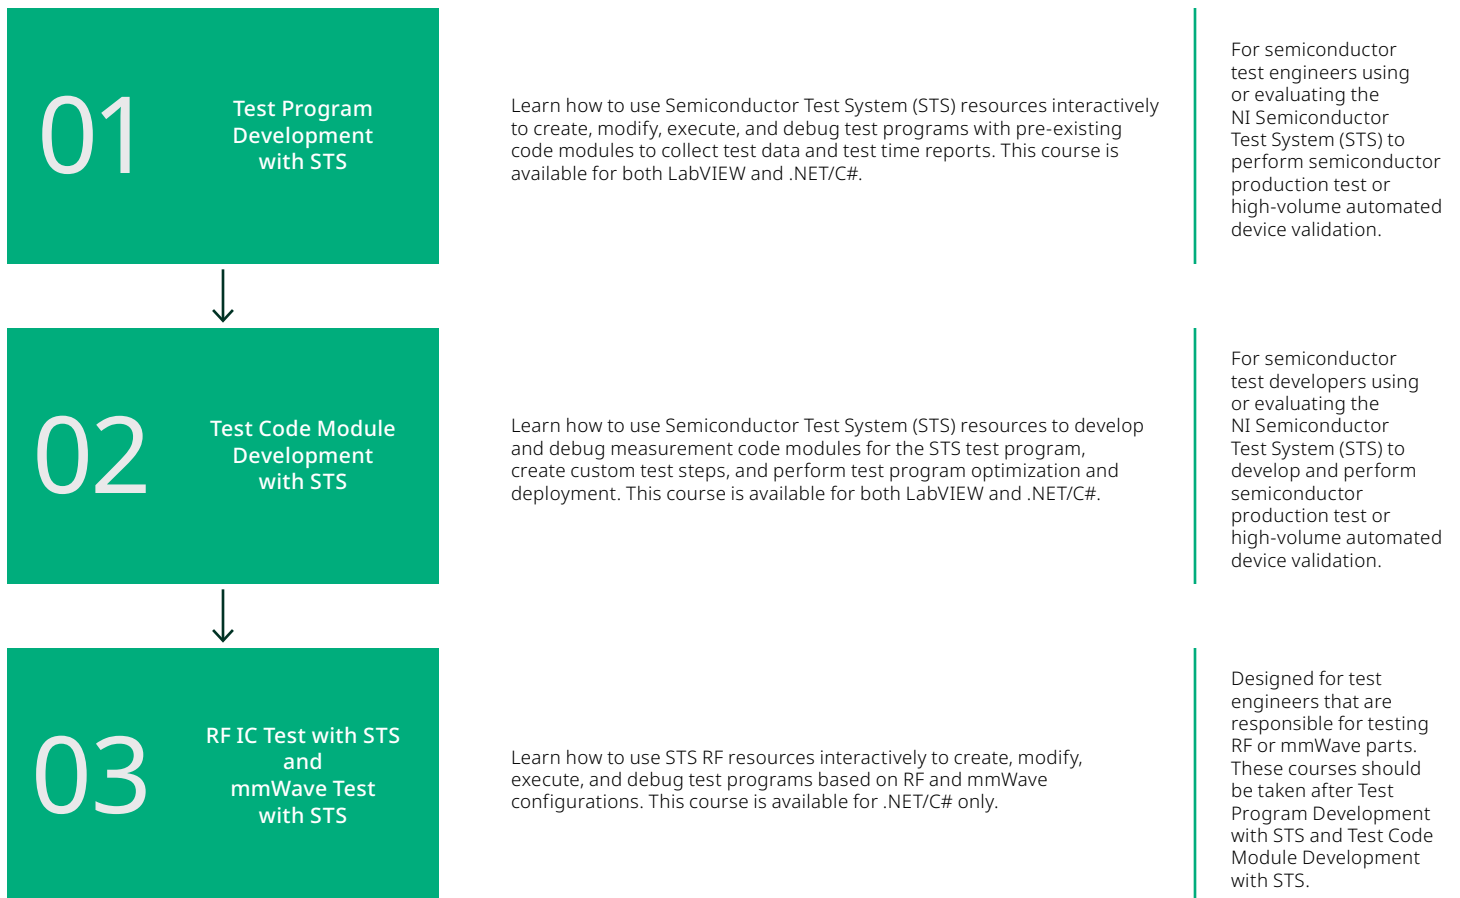 01
Test Program
Development
with STS
Learn how to use Semiconductor Test System (STS) resources interactively
to create, modify, execute, and debug test programs with pre-existing
code modules to collect test data and test time reports. This course is
available for both LabVIEW and .NET/C#.
For semiconductor
test engineers using
or evaluating the
NI Semiconductor
Test System (STS) to
perform semiconductor
production test or
high-volume automated
device validation.
02
Test Code Module
Development
with STS
Learn how to use Semiconductor Test System (STS) resources to develop
and debug measurement code modules for the STS test program,
create custom test steps, and perform test program optimization and
deployment. This course is available for both LabVIEW and .NET/C#.
For semiconductor
test developers using
or evaluating the
NI Semiconductor
Test System (STS) to
develop and perform
semiconductor
production test or
high-volume automated
device validation.
03
RF IC Test with STS
and
mmWave Test
with STS
Learn how to use STS RF resources interactively to create, modify,
execute, and debug test programs based on RF and mmWave
configurations. This course is available for .NET/C# only.
Designed for test
engineers that are
responsible for testing
RF or mmWave parts.
These courses should
be taken after Test
Program Development
with STS and Test Code
Module Development
with STS.